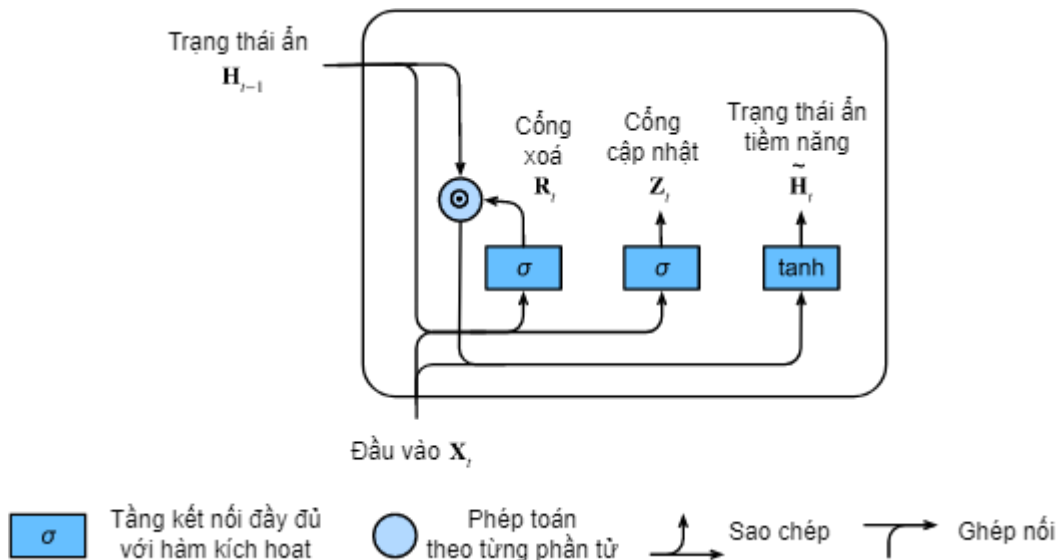 Trạng thái ẩn
H_{t-1}
Cổng
xoá
R_t
Cổng
cập nhật
Z_t
Trạng thái ẩn
tiềm năng
H̃_t
σ
σ
tanh
Đầu vào X_t
σ
Tầng kết nối đầy đủ
với hàm kích hoạt
Phép toán
theo từng phần tử
Sao chép
Ghép nối